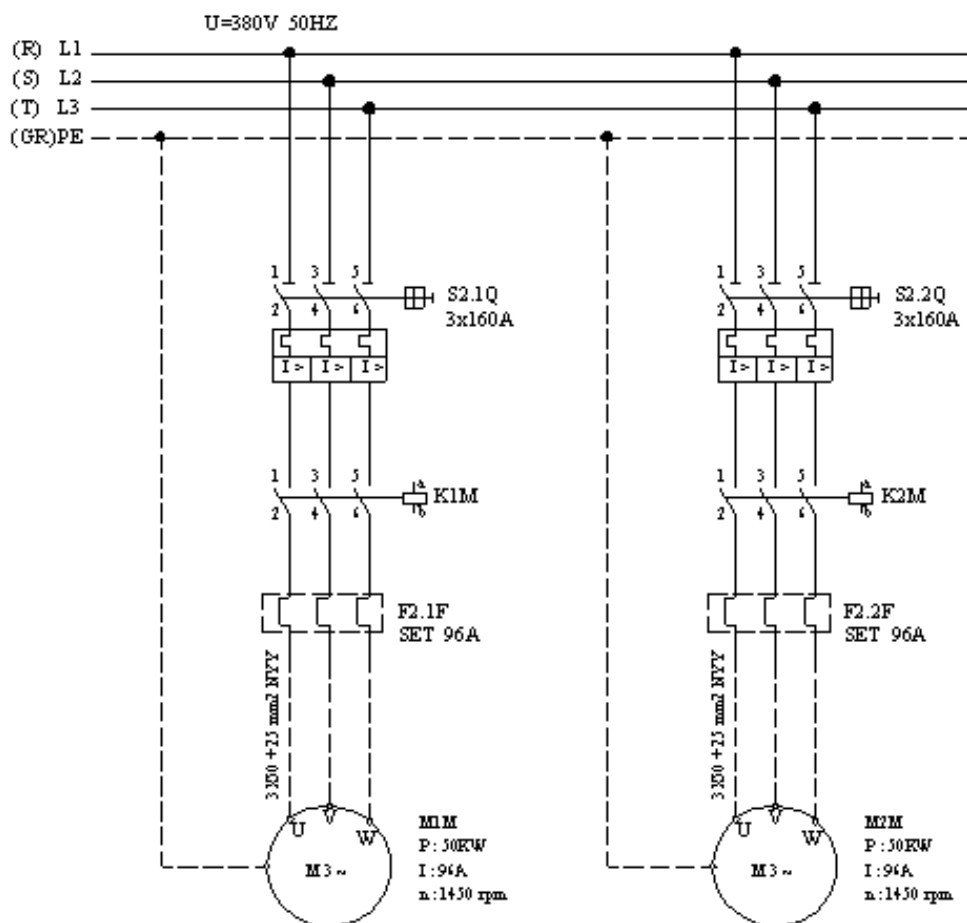 U=380V 50HZ
(R) L1
(S) L2
(T) L3
(GR)PE
1 3 5
2 4 6
S2.1Q
3x160A
I> I> I>
1 3 5
2 4 6
S2.2Q
3x160A
I> I> I>
1 3 5
2 4 6
a
b
K1M
1 3 5
2 4 6
a
b
K2M
F2.1F
SET 96A
F2.2F
SET 96A
3X50+25 mm2 NYY
3X50+25 mm2 NYY
U V W
M3~
M1M
P:50KW
I:96A
n:1450 rpm
U V W
M3~
M2M
P:50KW
I:96A
n:1450 rpm